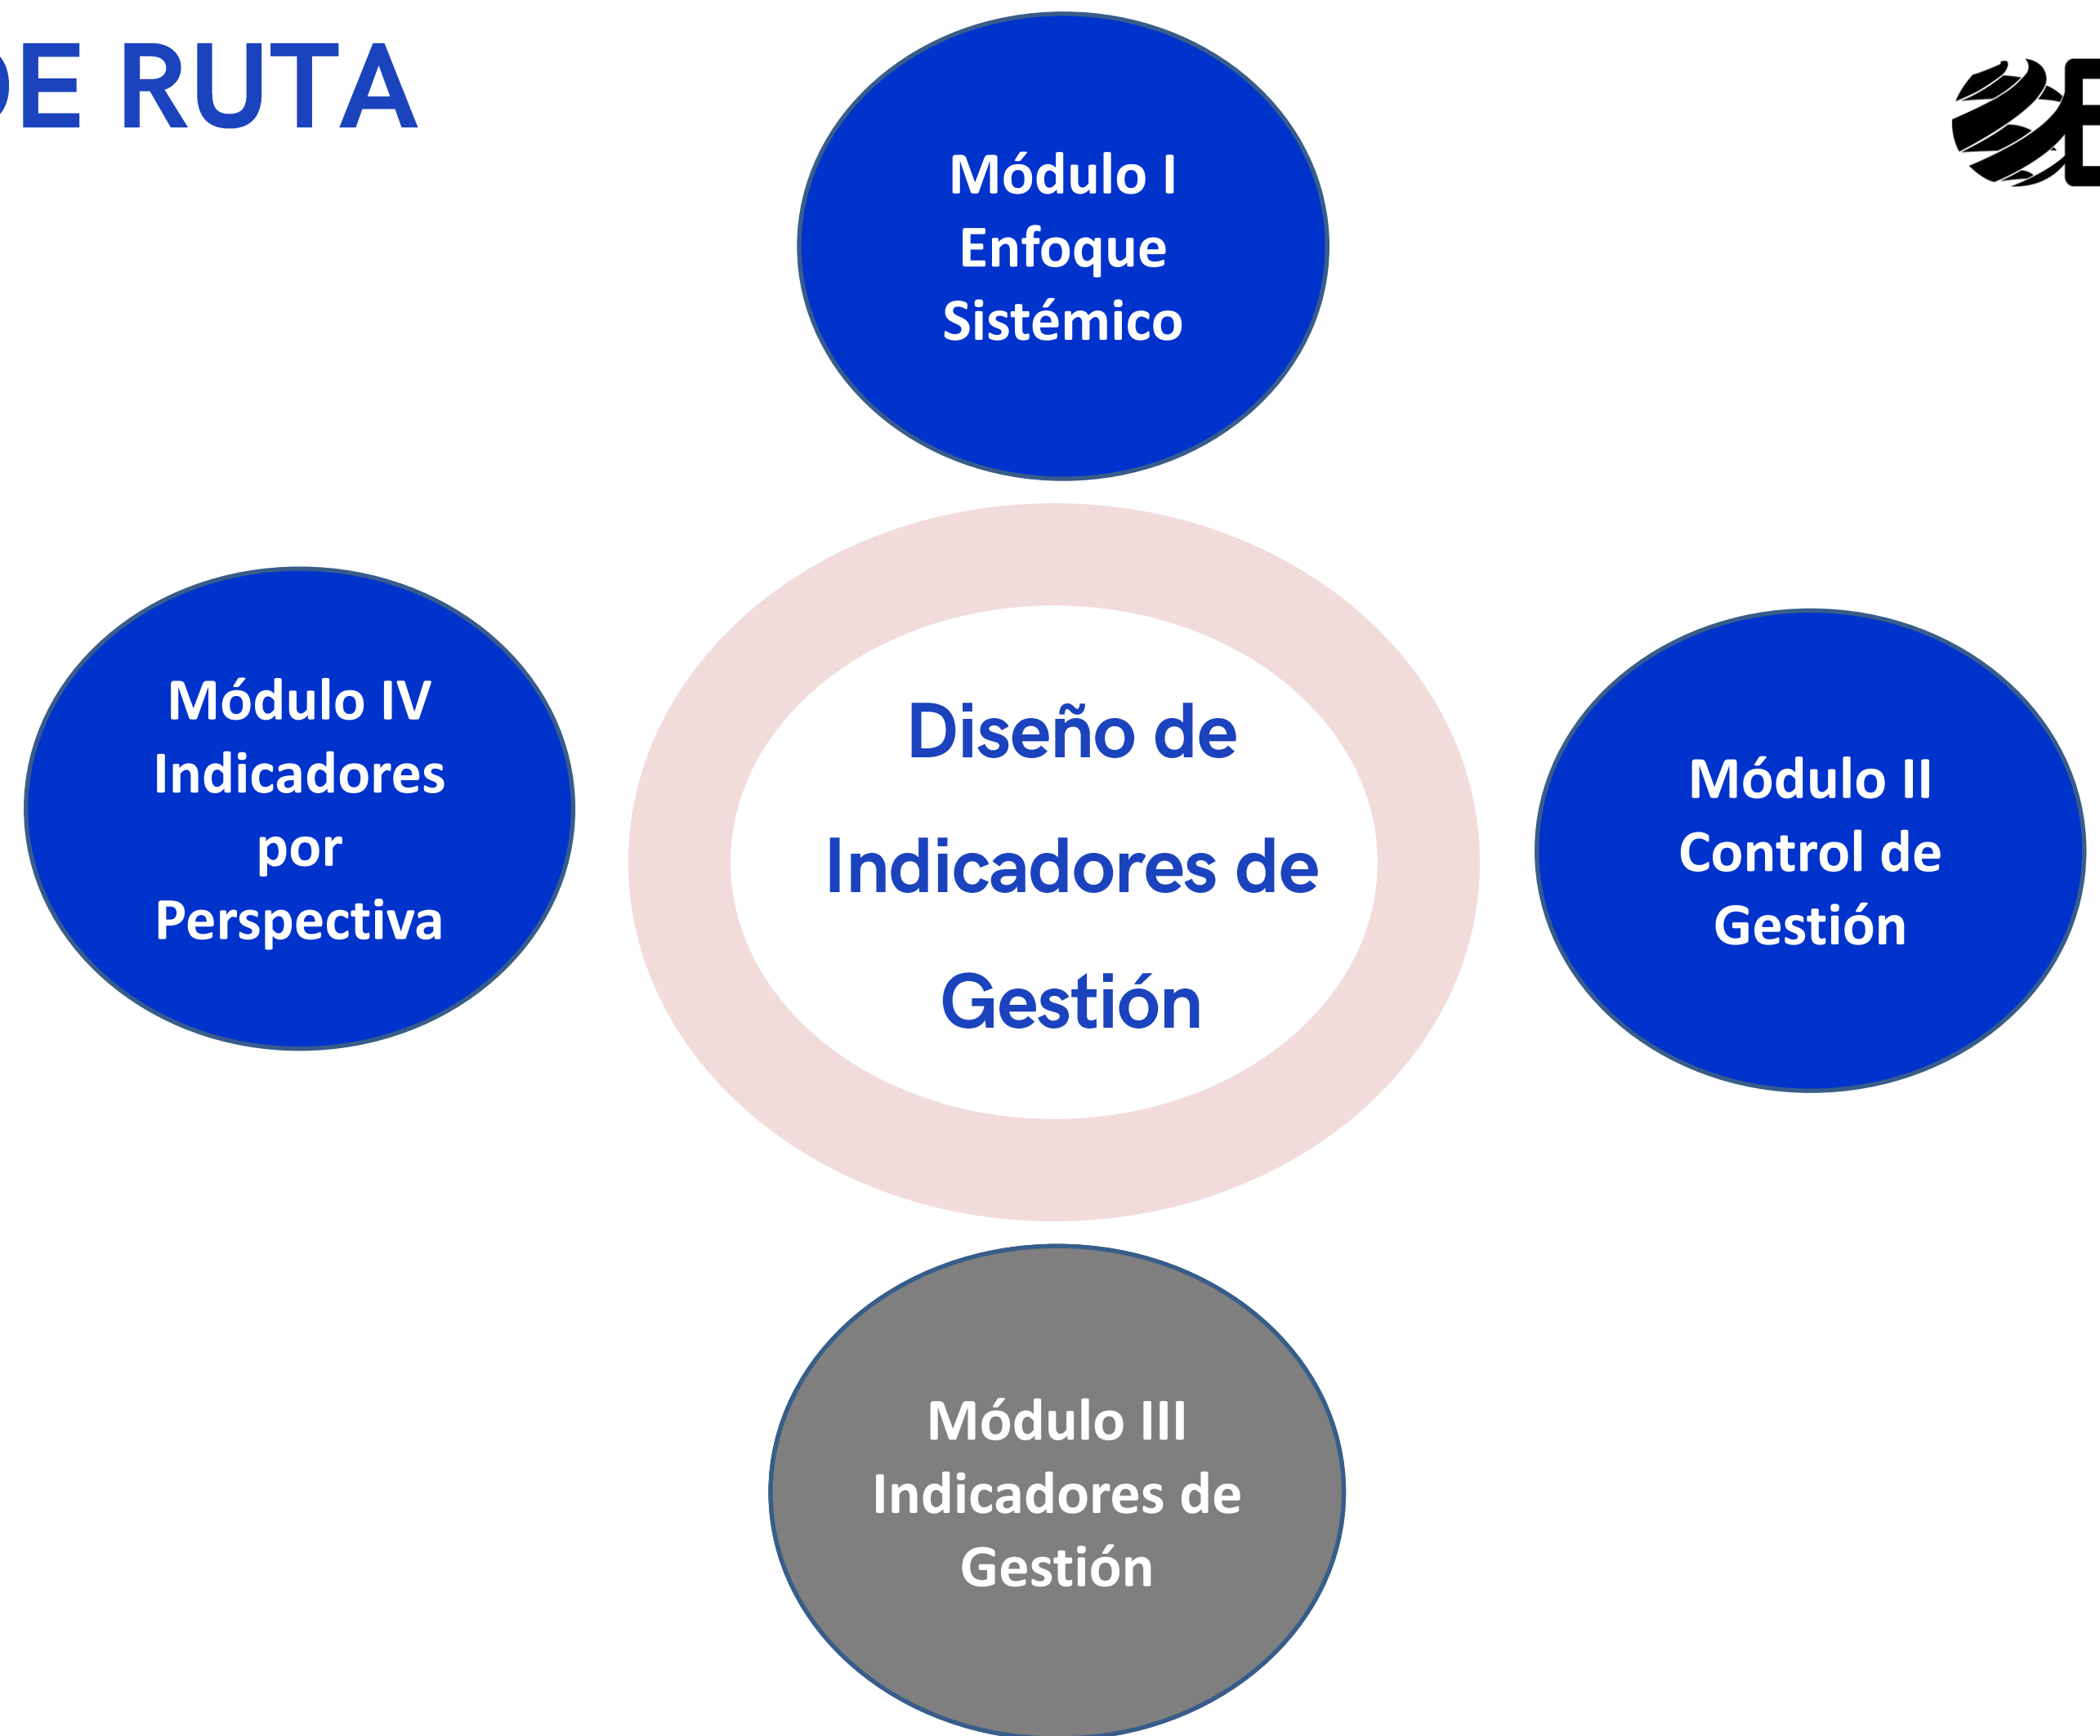 DE RUTA
Módulo I
Enfoque
Sistémico
Módulo IV
Indicadores
por
Perspectiva
Diseño de
Indicadores de
Gestión
Módulo II
Control de
Gestión
Módulo III
Indicadores de
Gestión